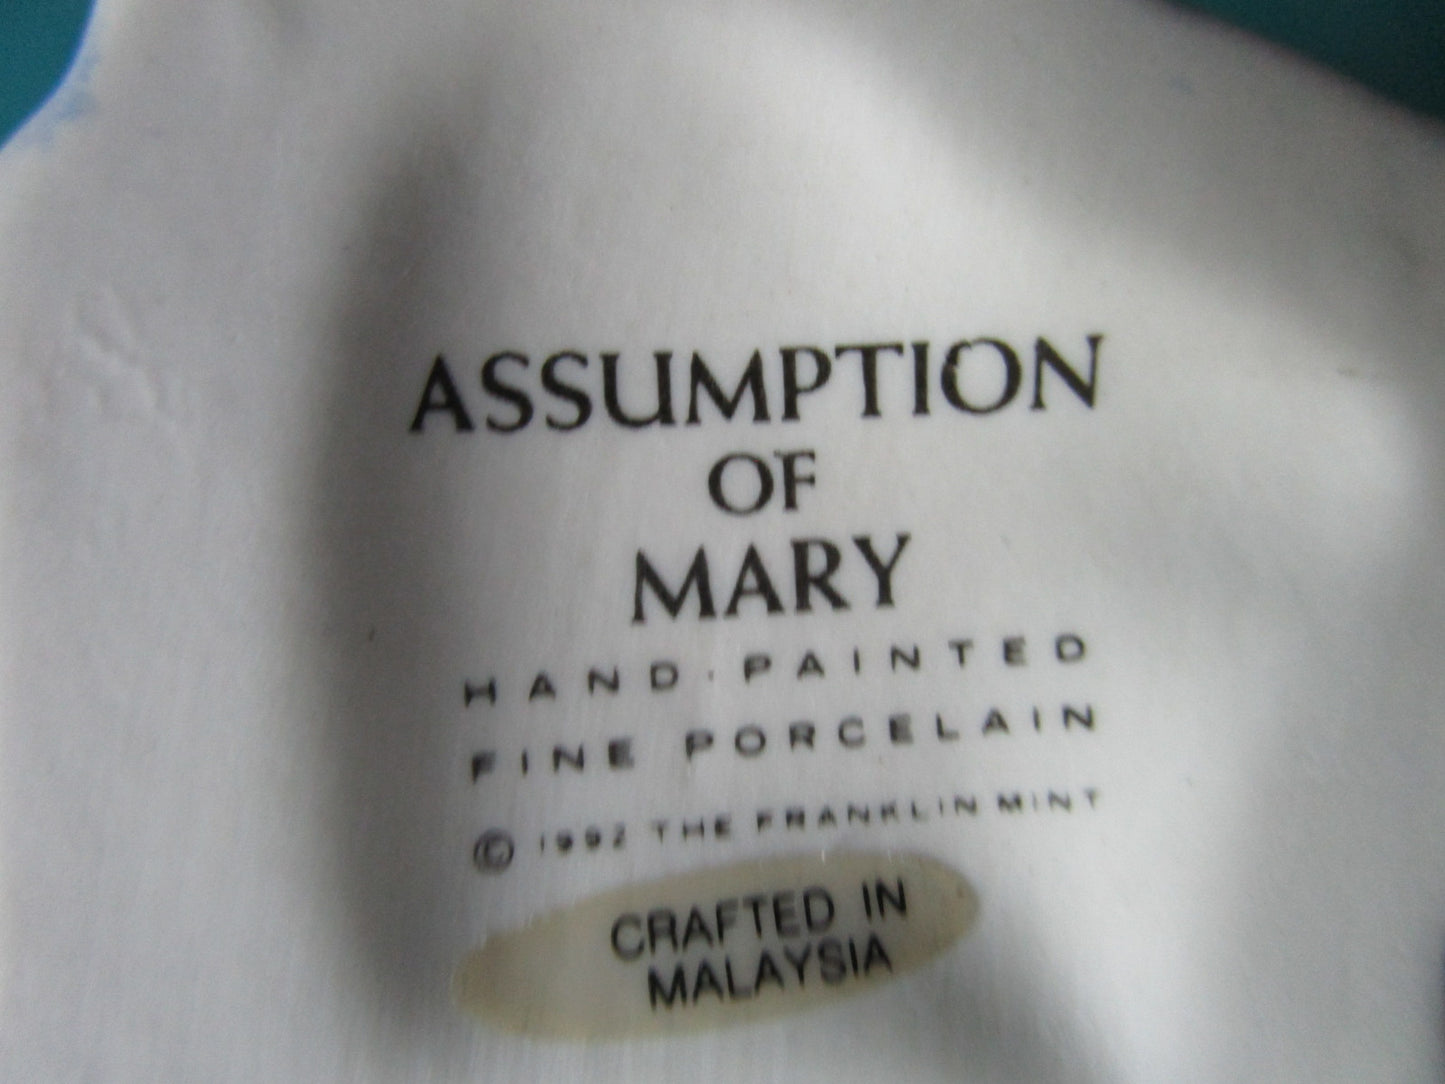 ASSUMPTION
OF
MARY
HAND·PAINTED
FINE PORCELAIN
© 1992 THE FRANKLIN MINT
CRAFTED IN
MALAYSIA